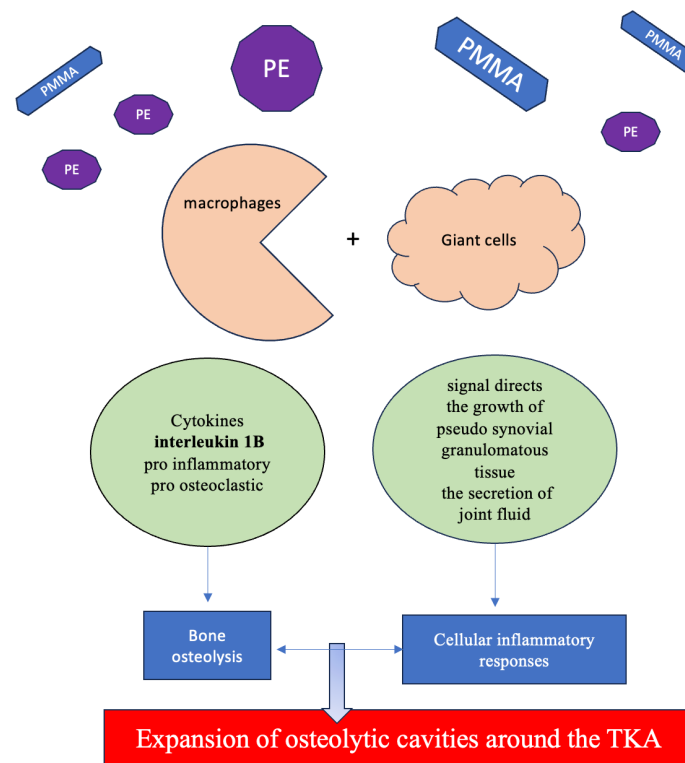 PMMA
PE
PMMA
PMMA
PE
PE
PE
macrophages
+
Giant cells
Cytokines
interleukin 1B
pro inflammatory
pro osteoclastic
signal directs
the growth of
pseudo synovial
granulomatous
tissue
the secretion of
joint fluid
Bone
osteolysis
Cellular inflammatory
responses
Expansion of osteolytic cavities around the TKA